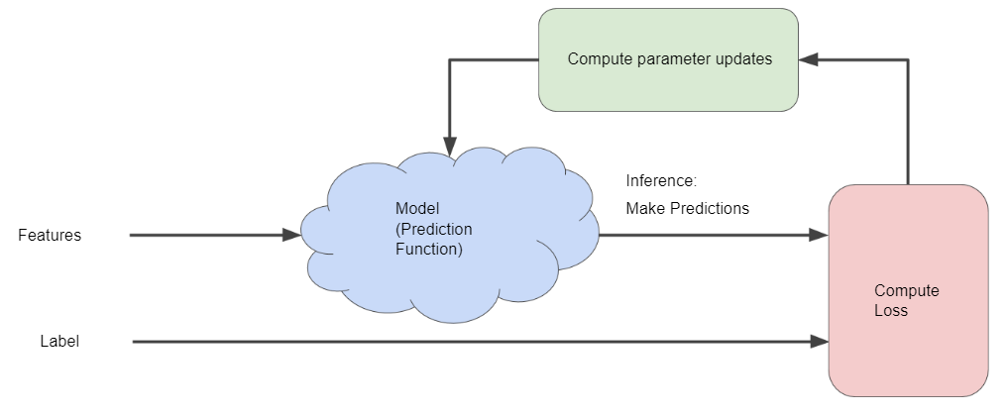 Compute parameter updates
Inference:
Make Predictions
Model
(Prediction
Function)
Features
Compute
Loss
Label